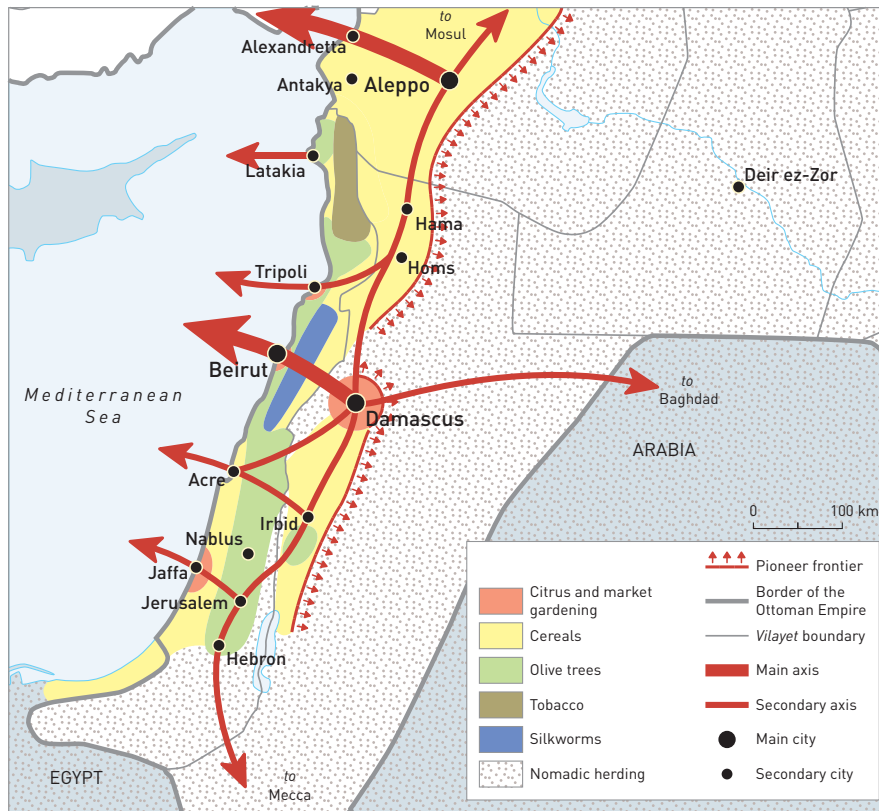 to
Mosul
Alexandretta
Antakya
Aleppo
Latakia
Deir ez-Zor
Hama
Homs
Tripoli
Beirut
Mediterranean
Sea
Damascus
to
Baghdad
ARABIA
Acre
Irbid
Nablus
Jaffa
Jerusalem
Hebron
to
Mecca
EGYPT
0
100 km
Citrus and market
gardening
Cereals
Olive trees
Tobacco
Silkworms
Nomadic herding
Pioneer frontier
Border of the
Ottoman Empire
Vilayet boundary
Main axis
Secondary axis
Main city
Secondary city